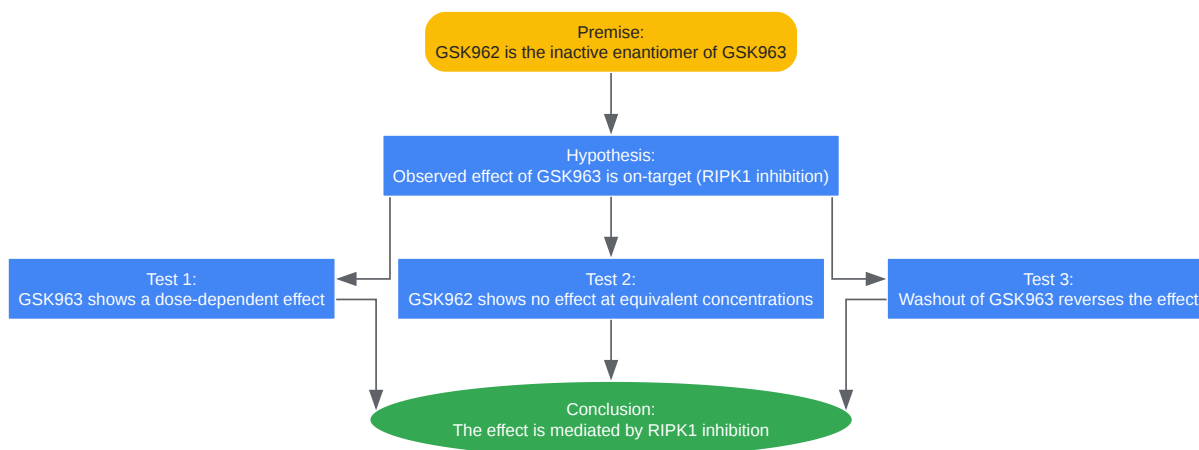 Premise:
GSK962 is the inactive enantiomer of GSK963
Hypothesis:
Observed effect of GSK963 is on-target (RIPK1 inhibition)
Test 1:
GSK963 shows a dose-dependent effect
Test 2:
GSK962 shows no effect at equivalent concentrations
Test 3:
Washout of GSK963 reverses the effect
Conclusion:
The effect is mediated by RIPK1 inhibition